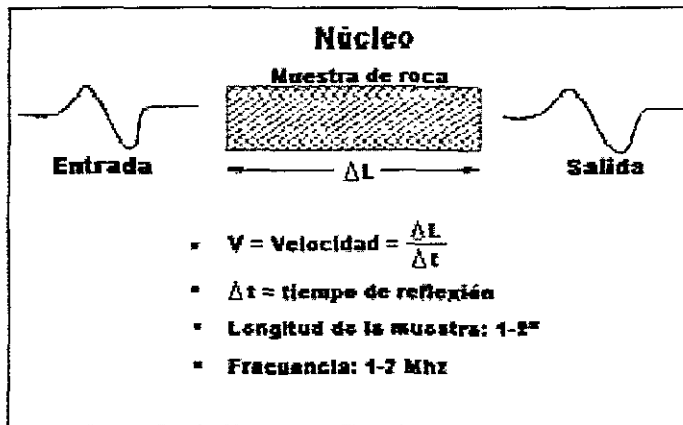 Núcleo
Muestra de roca
Entrada
ΔL
Salida
▪ V = Velocidad = ΔL / Δt
▪ Δt = tiempo de reflexión
▪ Longitud de la muestra: 1-2"
▪ Frecuencia: 1-2 Mhz